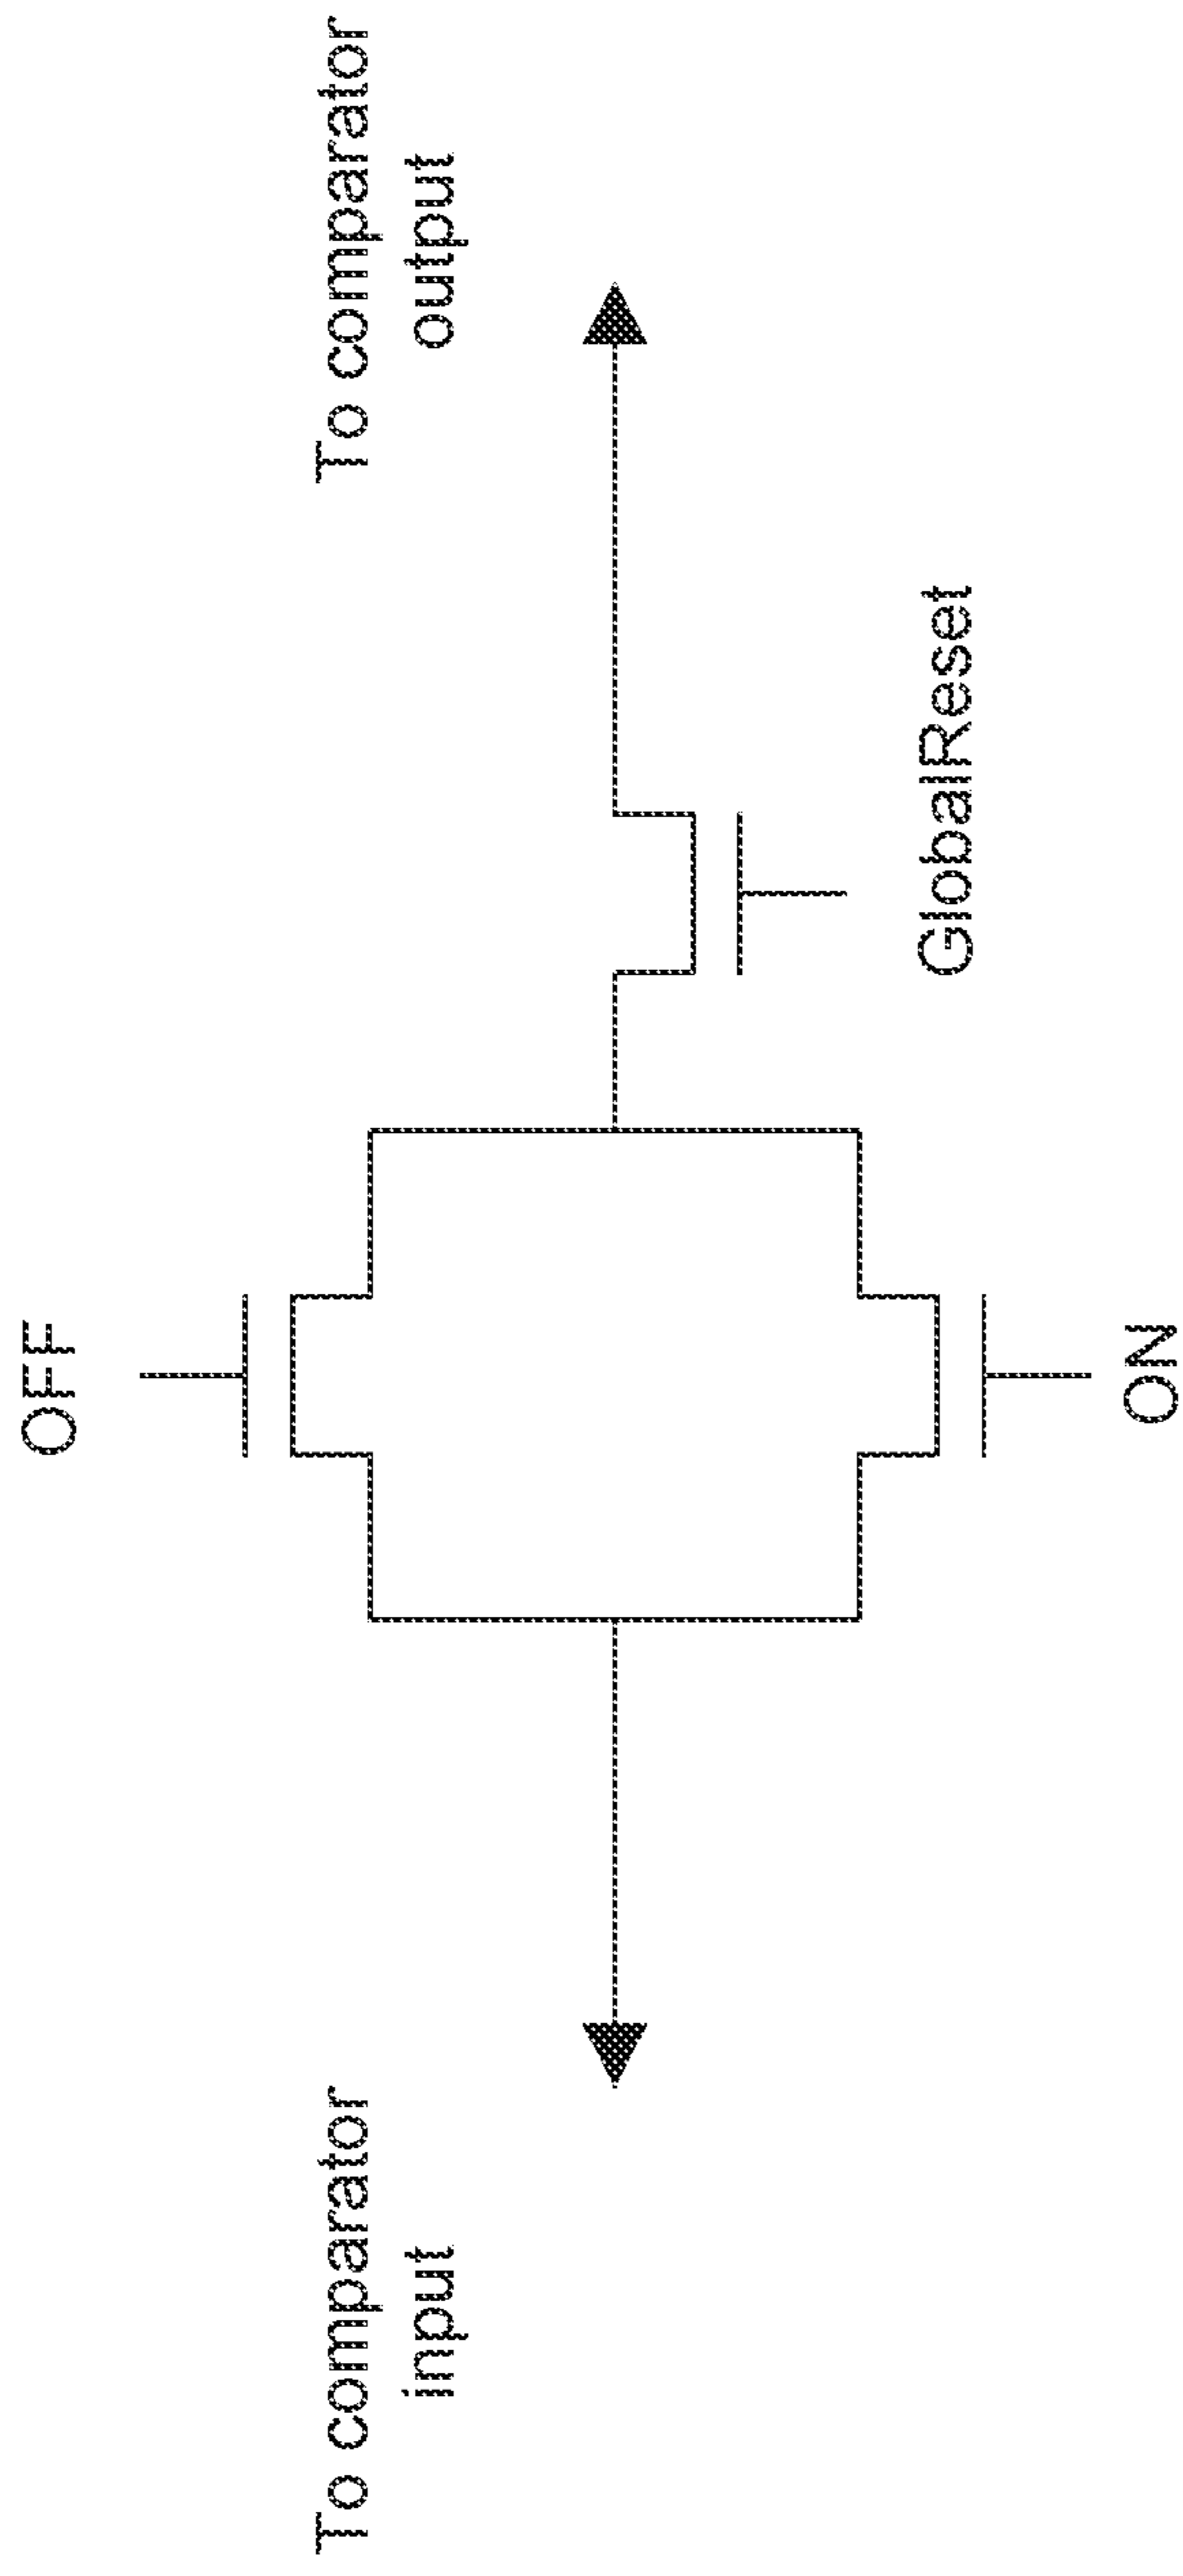 OFF
To comparator
input
To comparator
output
GlobalReset
ON